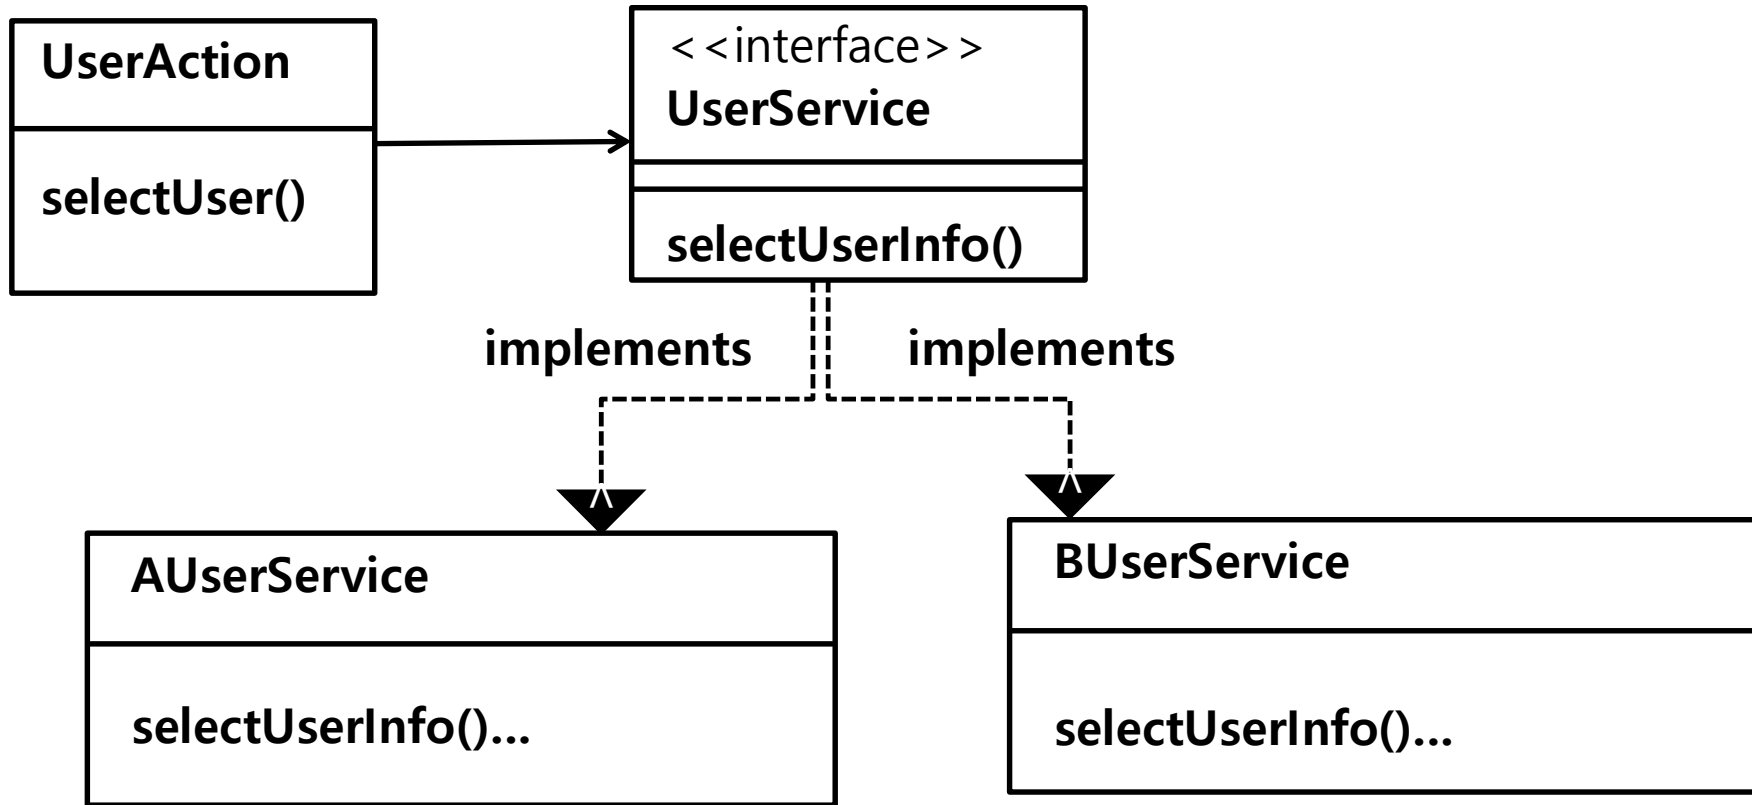 UserAction
selectUser()
<<interface>>
UserService
selectUserInfo()
implements
implements
AUserService
selectUserInfo()...
BUserService
selectUserInfo()...